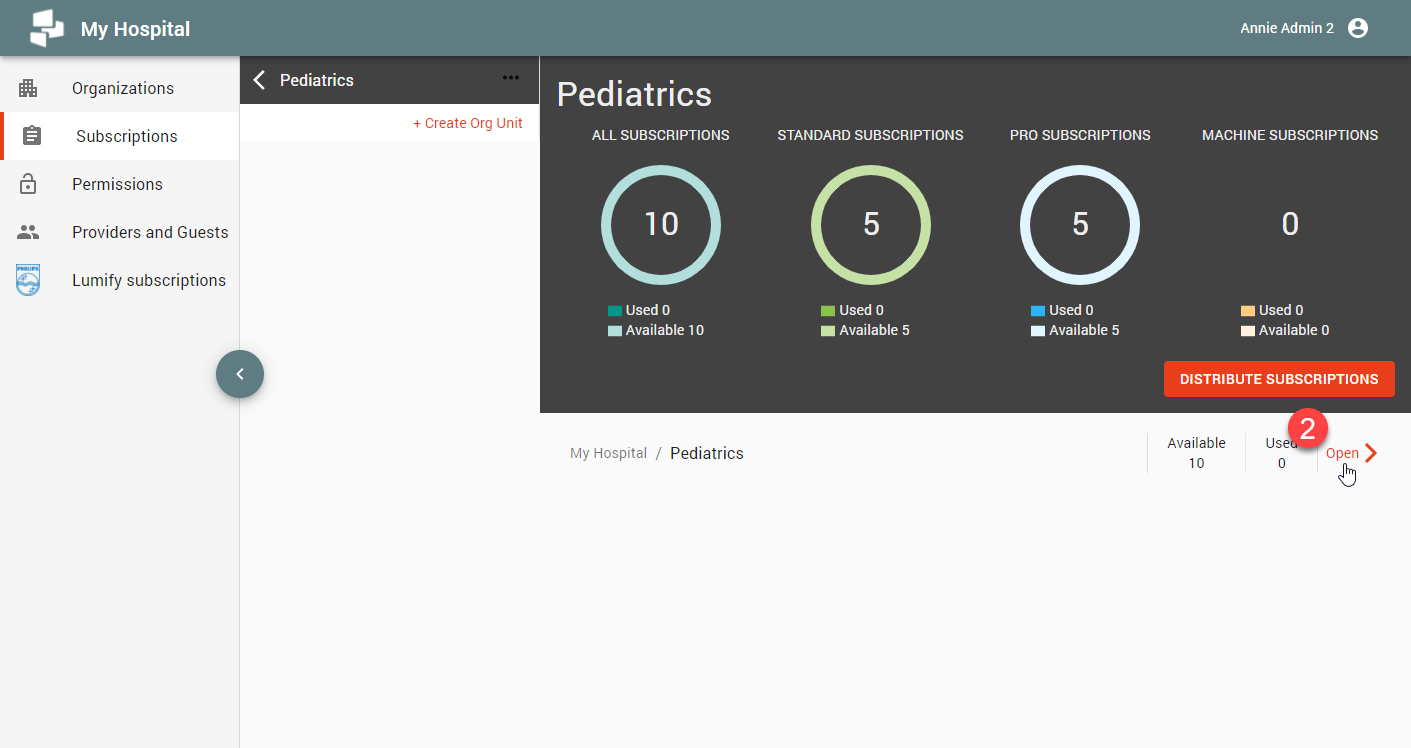 My Hospital
Annie Admin 2
Organizations
Subscriptions
Permissions
Providers and Guests
PHILIPS
Lumify subscriptions
Pediatrics
+ Create Org Unit
Pediatrics
ALL SUBSCRIPTIONS
10
Used 0
Available 10
STANDARD SUBSCRIPTIONS
5
Used 0
Available 5
PRO SUBSCRIPTIONS
5
Used 0
Available 5
MACHINE SUBSCRIPTIONS
0
Used 0
Available 0
DISTRIBUTE SUBSCRIPTIONS
My Hospital / Pediatrics
Available
10
Used
0
2
Open